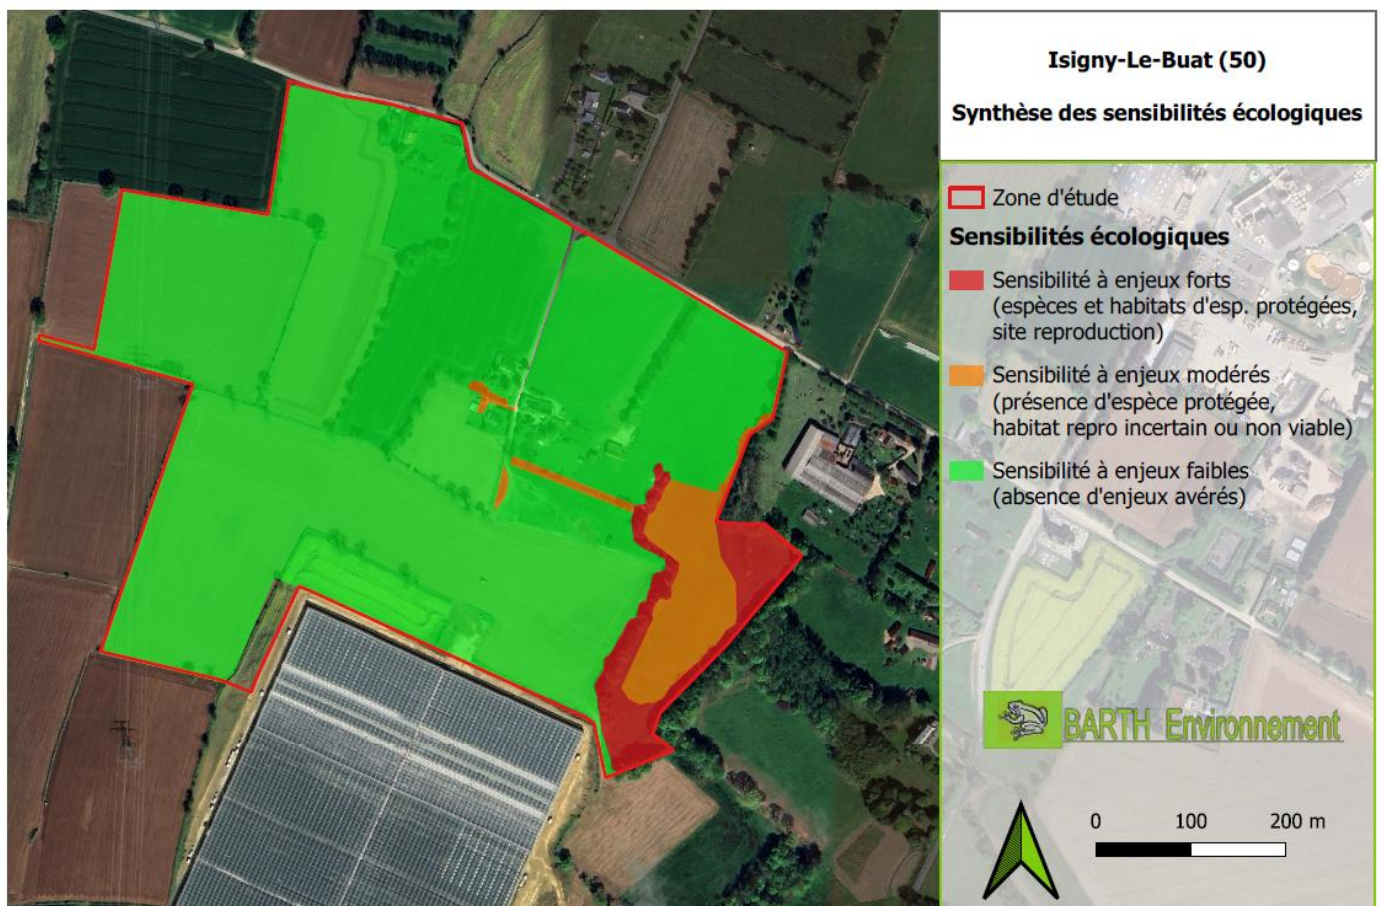 Isigny-Le-Buat (50)
Synthèse des sensibilités écologiques
Zone d'étude
Sensibilités écologiques
Sensibilité à enjeux forts
(espèces et habitats d'esp. protégées,
site reproduction)
Sensibilité à enjeux modérés
(présence d'espèce protégée,
habitat repro incertain ou non viable)
Sensibilité à enjeux faibles
(absence d'enjeux avérés)
BARTH Environnement
0 100 200 m